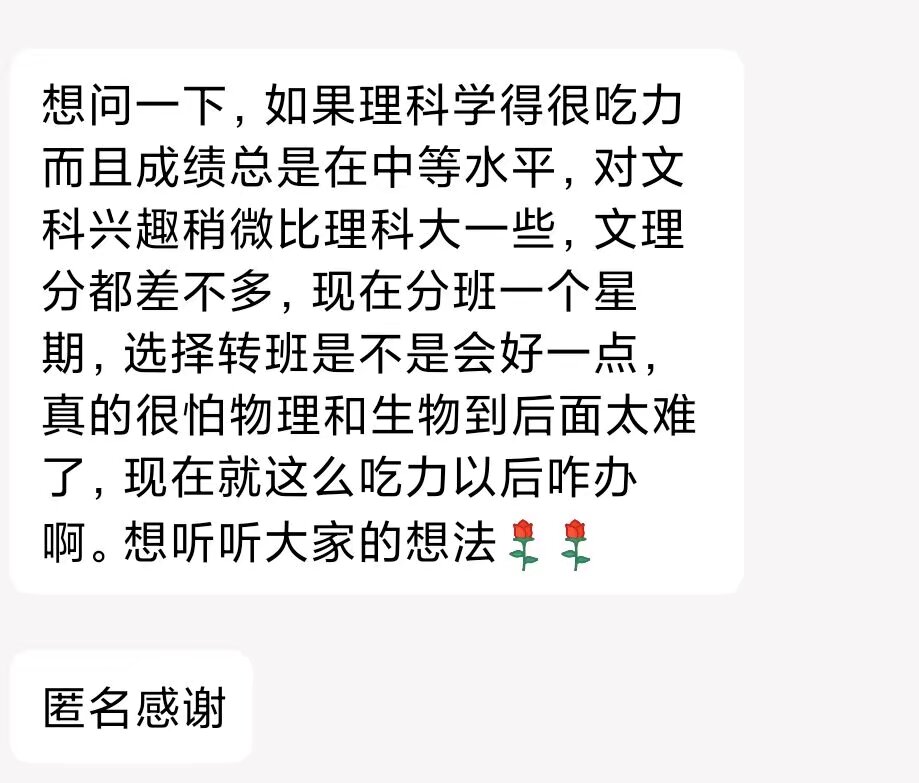 想问一下，如果理科学得很吃力
而且成绩总是在中等水平，对文
科兴趣稍微比理科大一些，文理
分都差不多，现在分班一个星
期，选择转班是不是会好一点，
真的很怕物理和生物到后面太难
了，现在就这么吃力以后咋办
啊。想听听大家的想法🌹🌹
匿名感谢